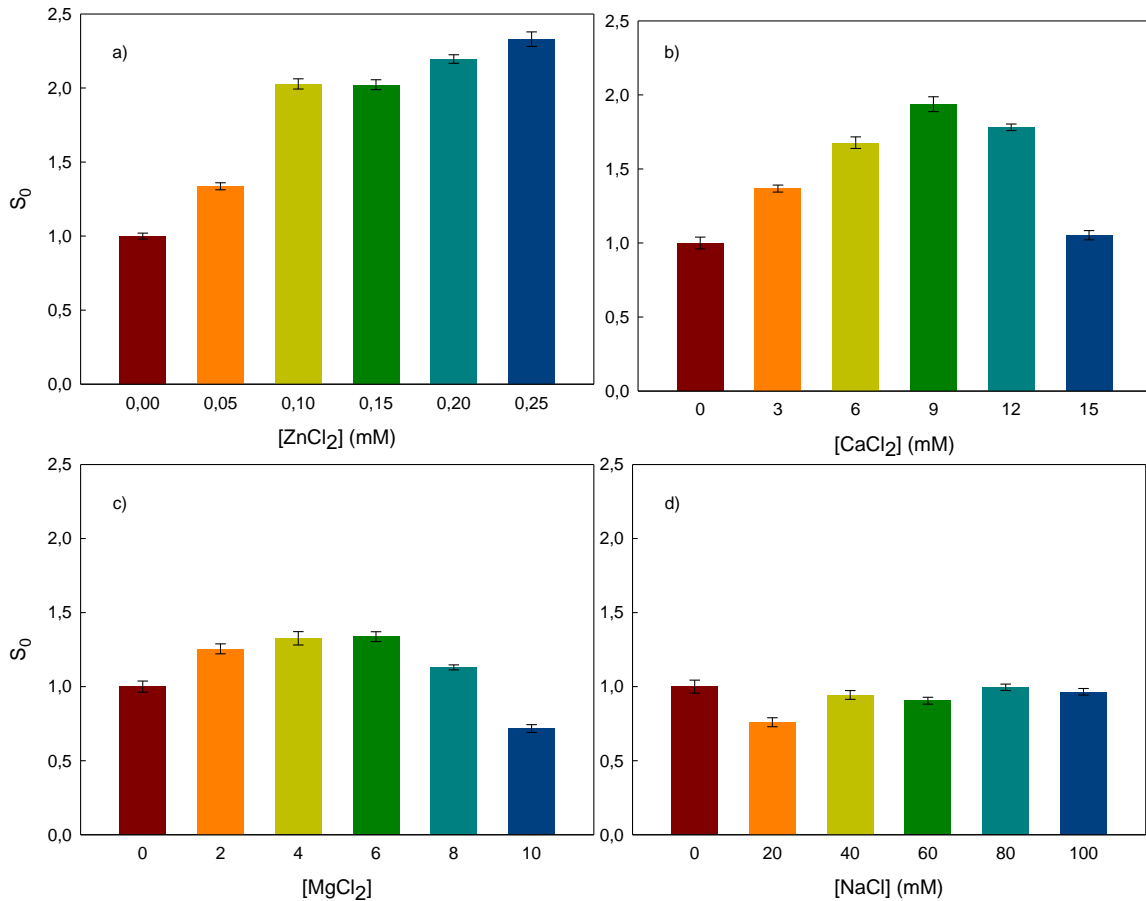 a)
S0
2,5
2,0
1,5
1,0
0,5
0,0
0,00 0,05 0,10 0,15 0,20 0,25
[ZnCl2] (mM)
b)
2,5
2,0
1,5
1,0
0,5
0,0
0 3 6 9 12 15
[CaCl2] (mM)
c)
S0
2,5
2,0
1,5
1,0
0,5
0,0
0 2 4 6 8 10
[MgCl2]
d)
2,5
2,0
1,5
1,0
0,5
0,0
0 20 40 60 80 100
[NaCl] (mM)